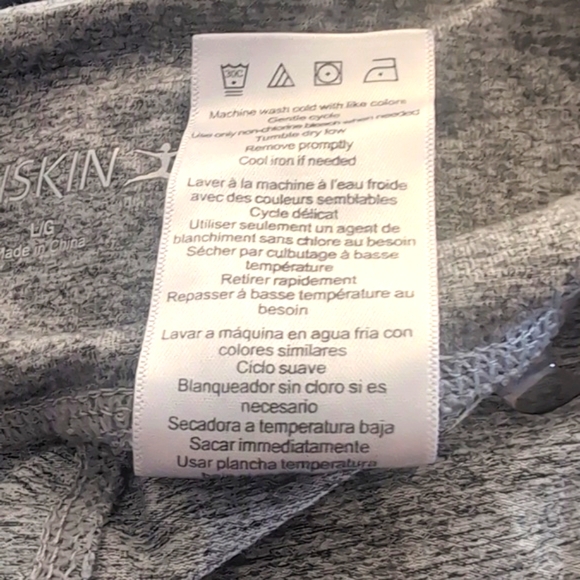 30C
Machine wash cold with like colors
Gentle cycle
Use only non-chlorine bleach when needed
Tumble dry low
Remove promptly
Cool iron if needed
Laver à la machine à l'eau froide
avec des couleurs semblables
Cycle délicat
Utiliser seulement un agent de
blanchiment sans chlore au besoin
Sécher par culbutage à basse
température
Retirer rapidement
Repasser à basse température au
besoin
Lavar a máquina en agua fria con
colores similares
Ciclo suave
Blanqueador sin cloro si es
necesario
Secadora a temperatura baja
Sacar immediatamente
Usar plancha temperatura
SKIN
L/G
Made in China